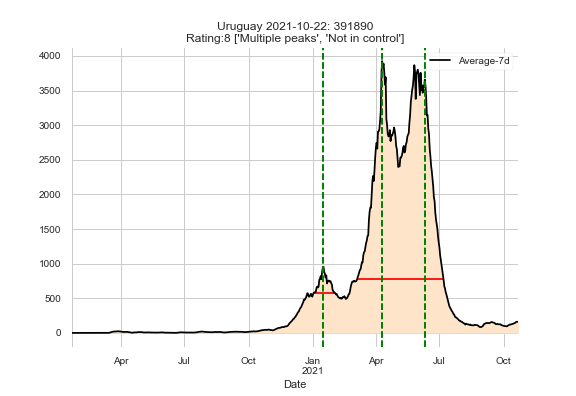 Uruguay 2021-10-22: 391890
Rating:8 ['Multiple peaks', 'Not in control']
Average-7d
4000
3500
3000
2500
2000
1500
1000
500
0
Apr Jul Oct Jan Apr Jul Oct
2021
Date